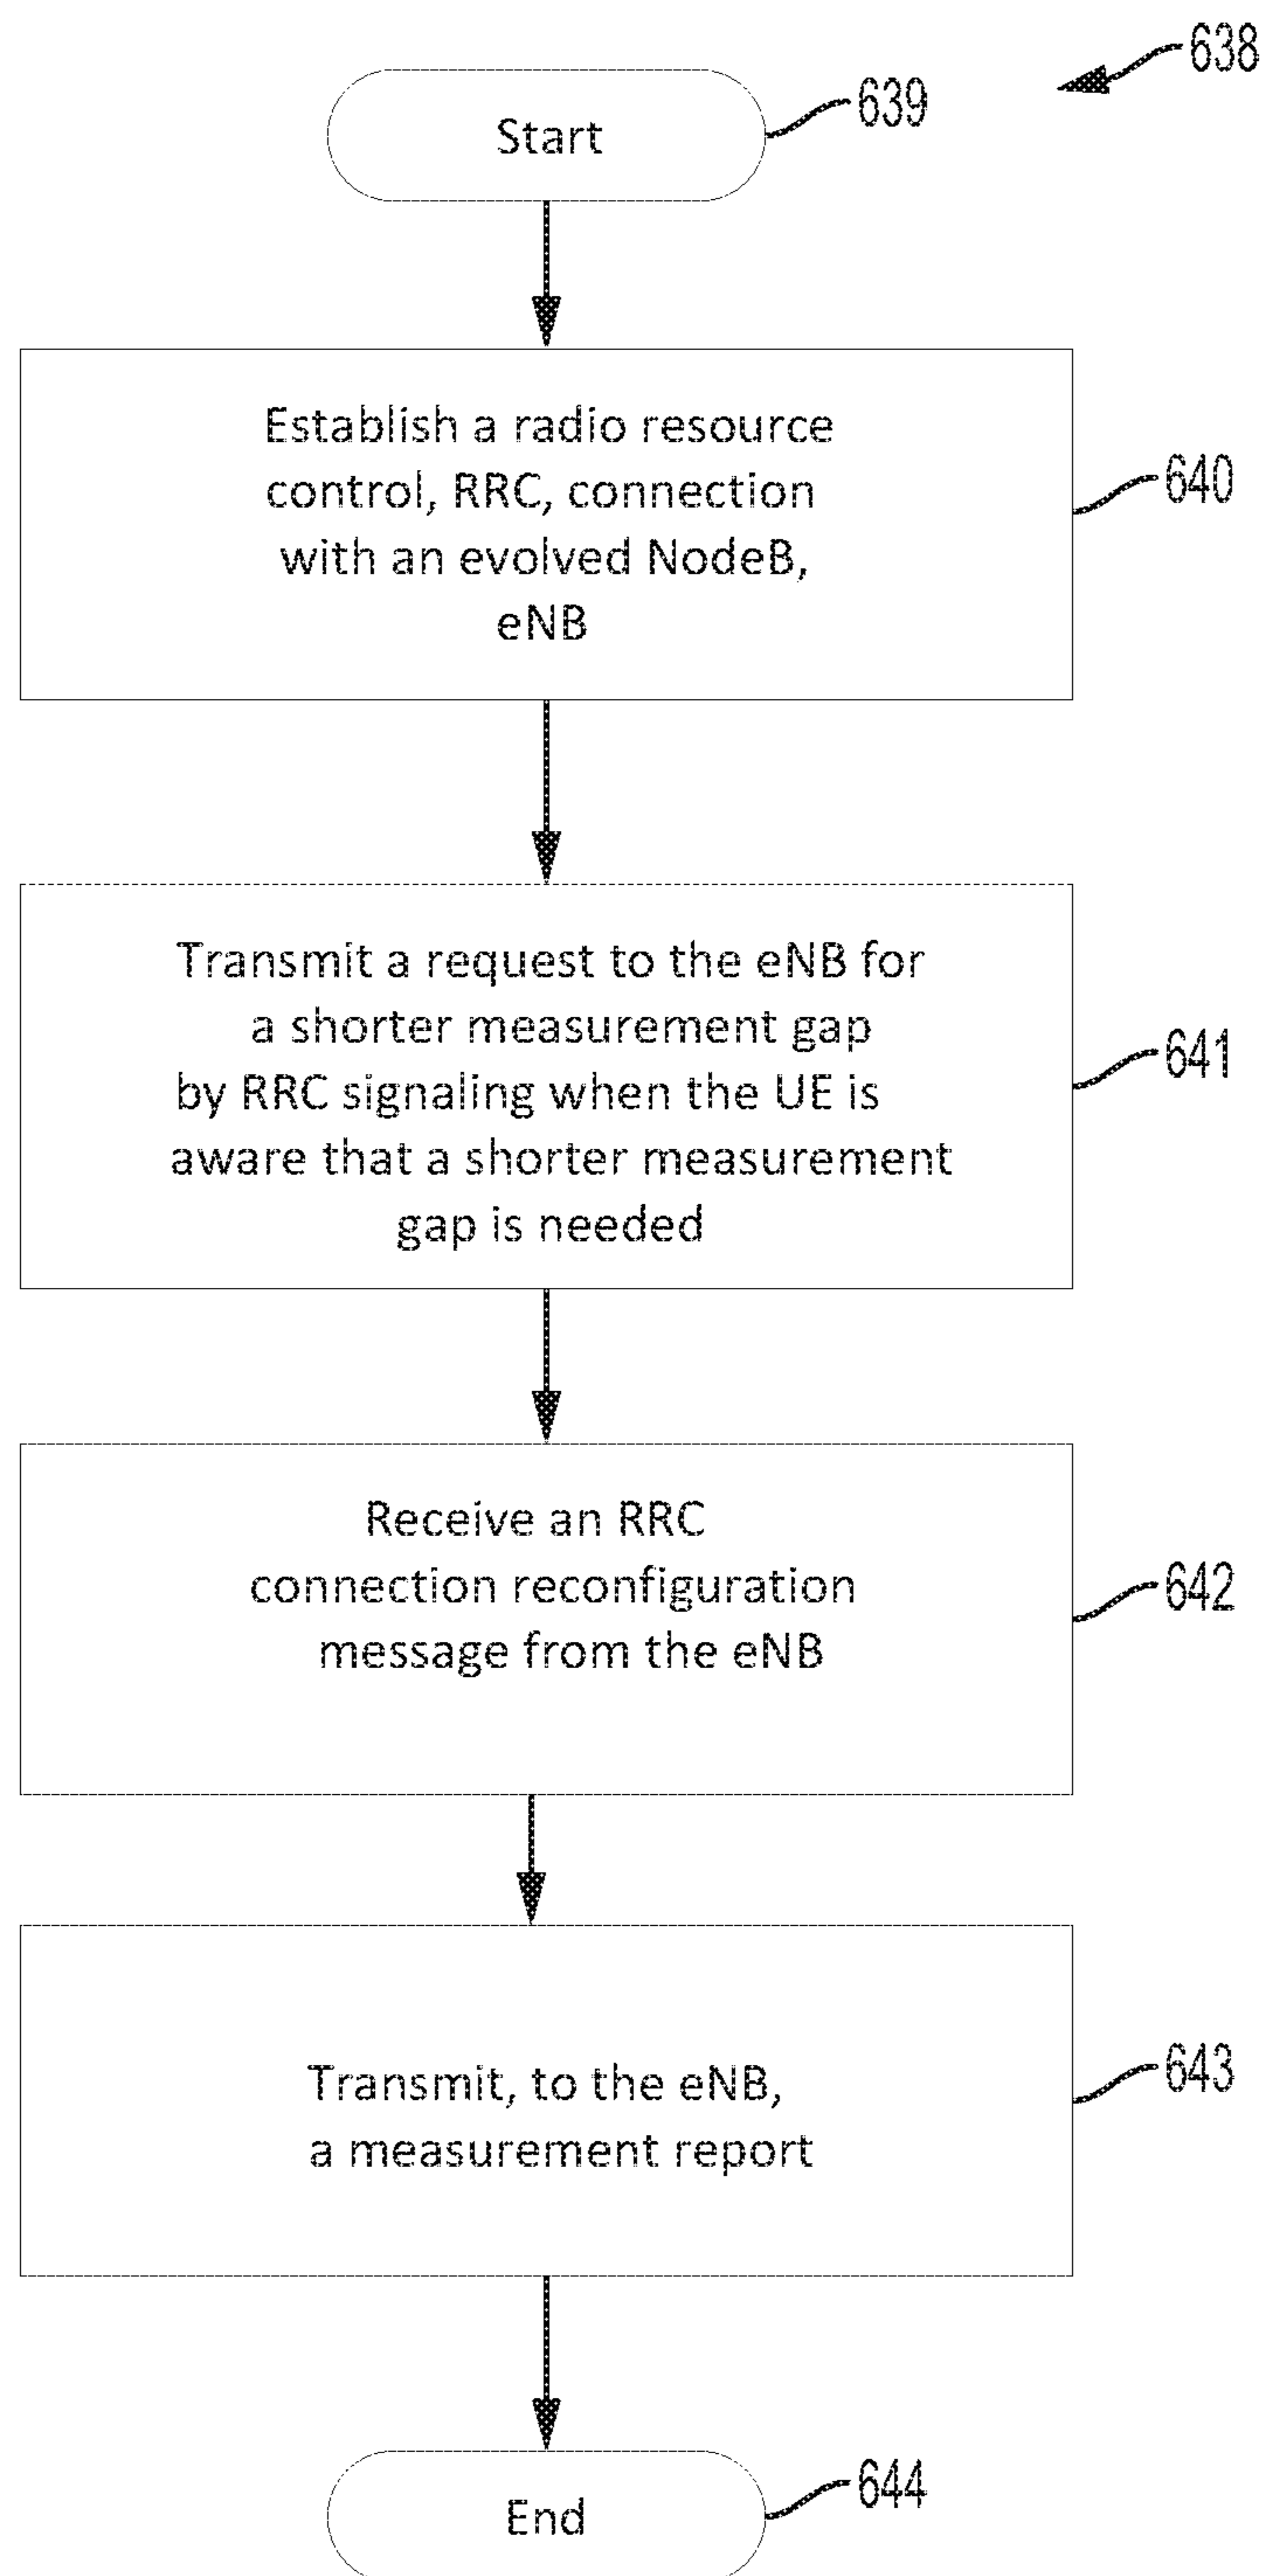 638
Start
639
Establish a radio resource
control, RRC, connection
with an evolved NodeB,
eNB
640
Transmit a request to the eNB for
a shorter measurement gap
by RRC signaling when the UE is
aware that a shorter measurement
gap is needed
641
Receive an RRC
connection reconfiguration
message from the eNB
642
Transmit, to the eNB,
a measurement report
643
End
644